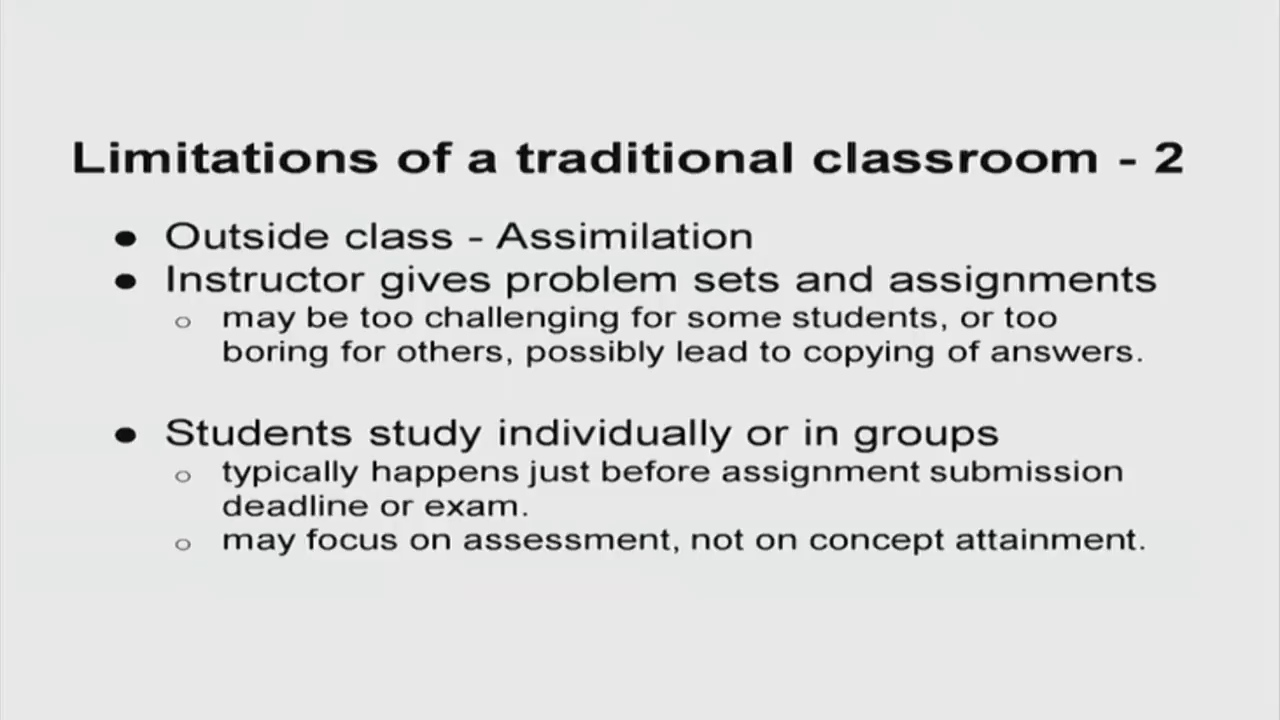 Limitations of a traditional classroom - 2
● Outside class - Assimilation
● Instructor gives problem sets and assignments
○ may be too challenging for some students, or too
boring for others, possibly lead to copying of answers.
● Students study individually or in groups
○ typically happens just before assignment submission
deadline or exam.
○ may focus on assessment, not on concept attainment.